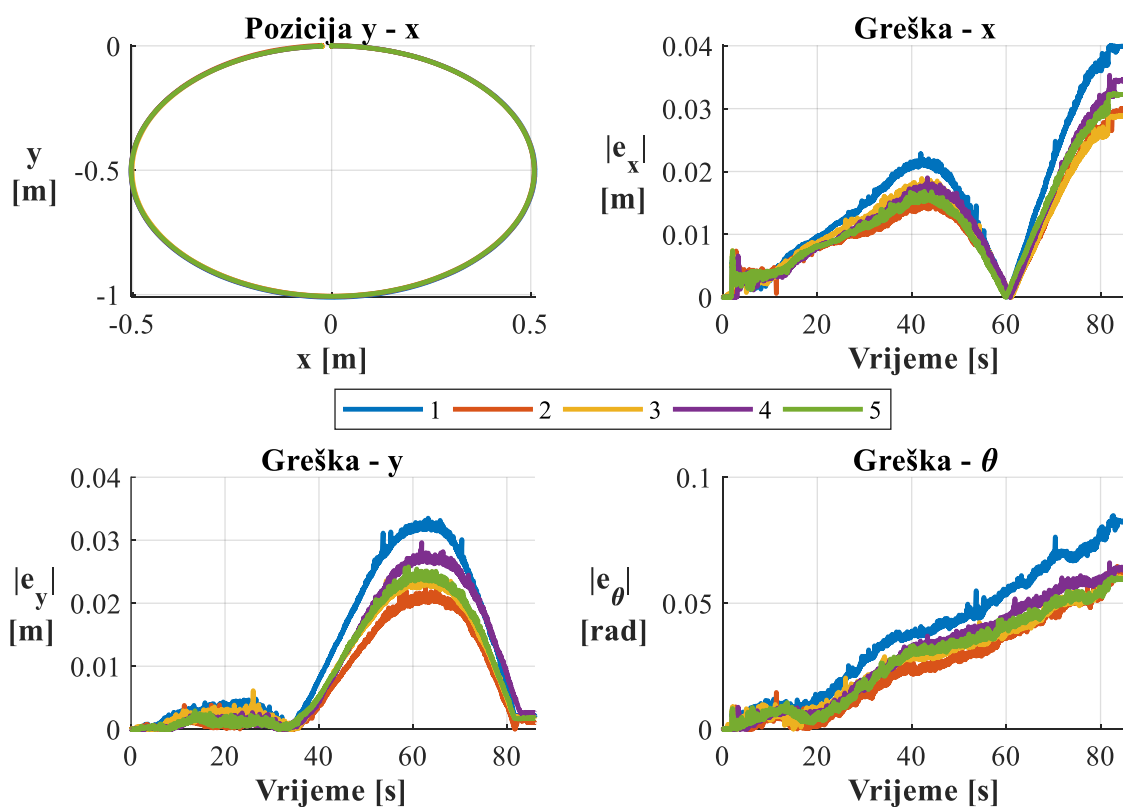 Pozicija y - x
0
-0.5
-1
y
[m]
-0.5
0
0.5
x [m]
Greška - x
0.04
0.03
0.02
0.01
0
|e_x|
[m]
0
20
40
60
80
Vrijeme [s]
1 2 3 4 5
Greška - y
0.04
0.03
0.02
0.01
0
|e_y|
[m]
0
20
40
60
80
Vrijeme [s]
Greška - θ
0.1
0.05
0
|e_θ|
[rad]
0
20
40
60
80
Vrijeme [s]